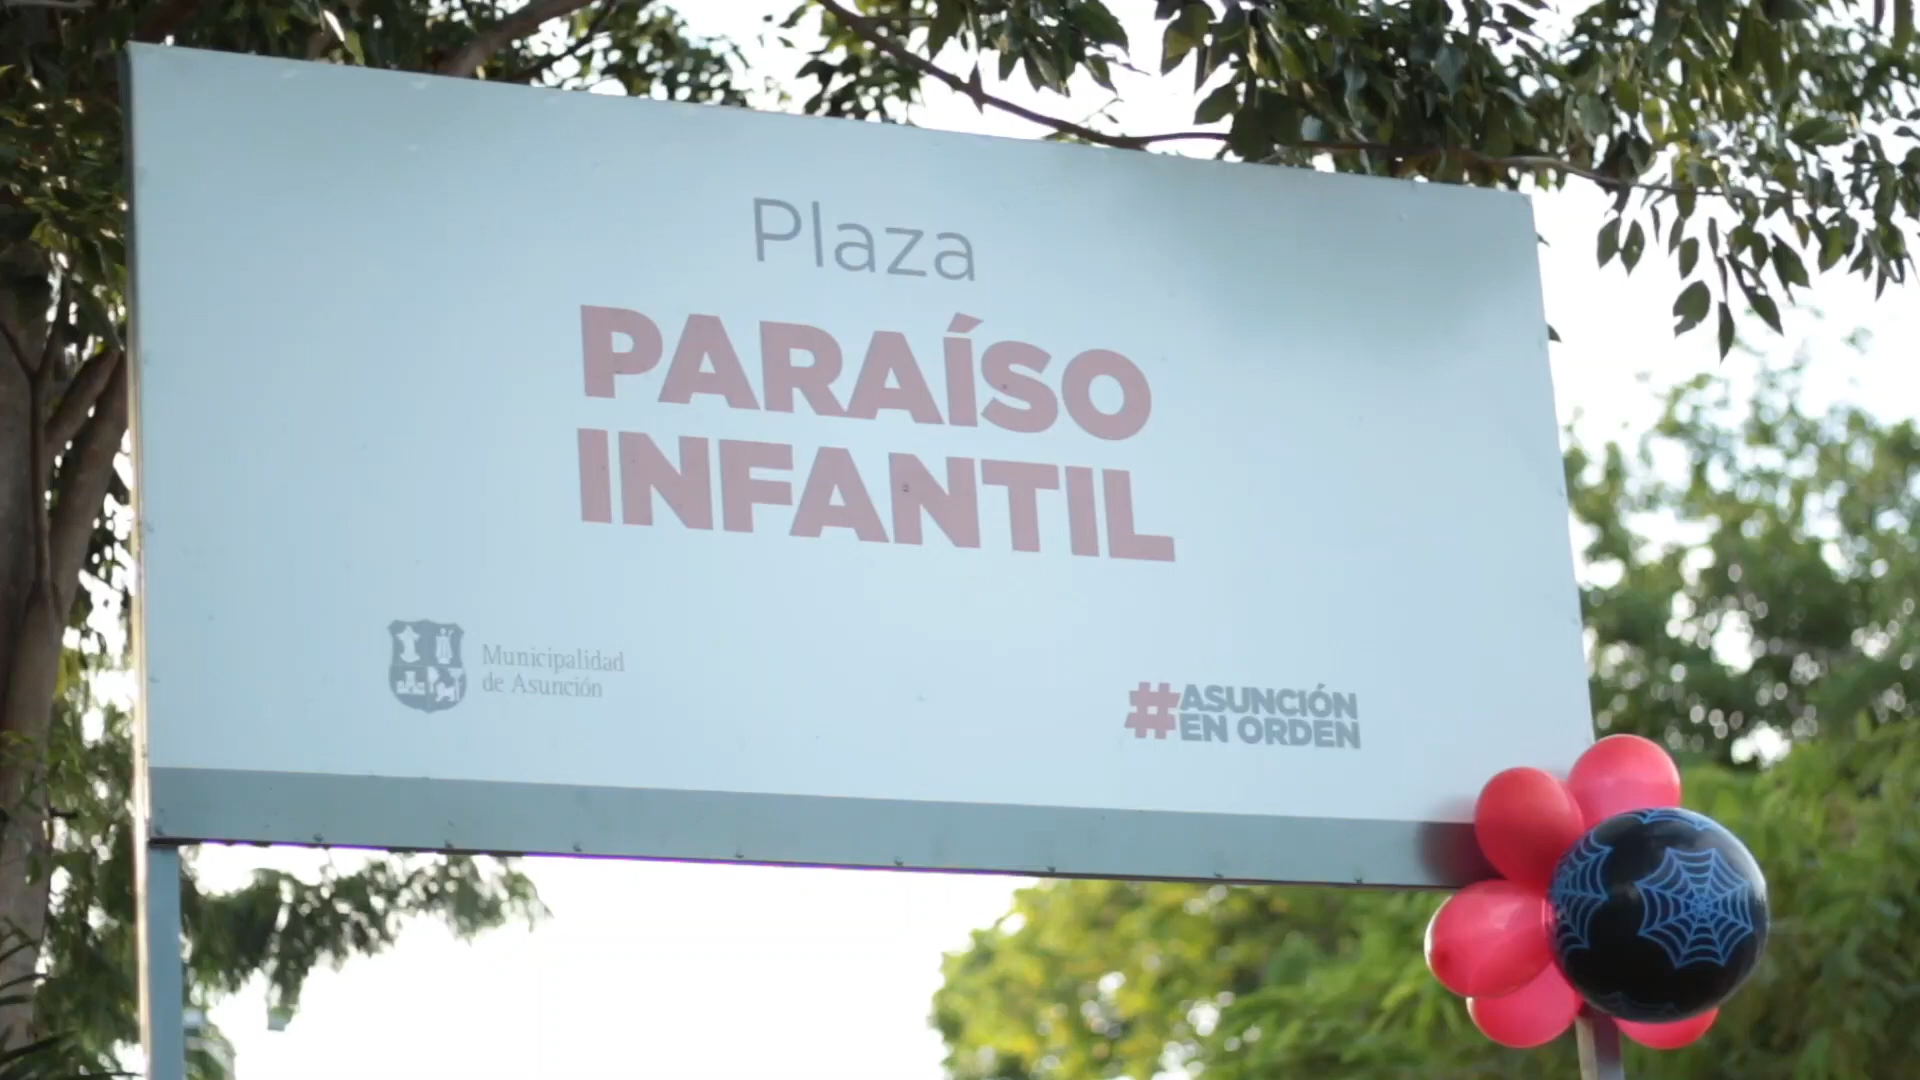 Plaza
PARAÍSO
INFANTIL
Municipalidad
de Asunción
#ASUNCIÓN
EN ORDEN